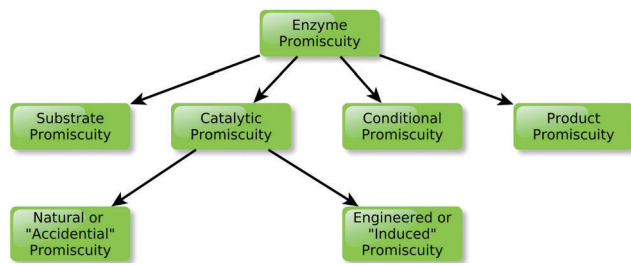 Enzyme
Promiscuity
Substrate
Promiscuity
Catalytic
Promiscuity
Conditional
Promiscuity
Product
Promiscuity
Natural or
"Accidential"
Promiscuity
Engineered or
"Induced"
Promiscuity